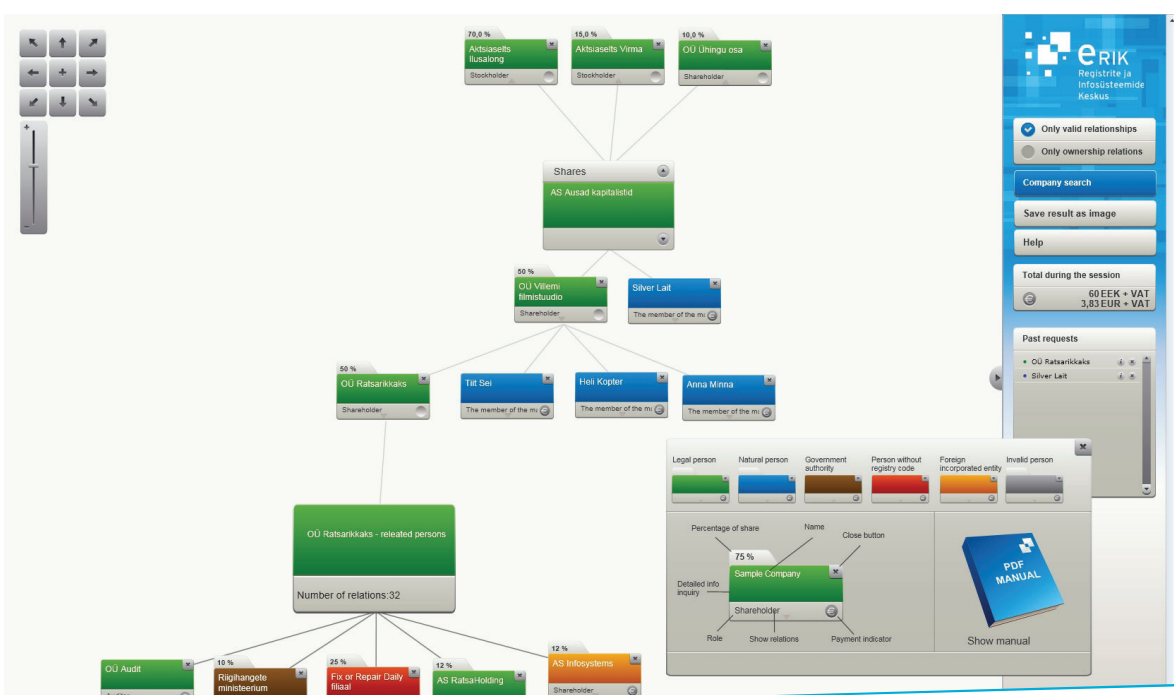 70,0 %
Aktsiaselts
Ilusalong
Stockholder
15,0 %
Aktsiaselts Virma
Stockholder
10,0 %
OÜ Ühingu osa
Shareholder
Shares
AS Ausad kapitalistid
50 %
OÜ Villemi
filmistuudio
Shareholder
Silver Lait
The member of the m
50 %
OÜ Ratsarikkaks
Shareholder
Tiit Sei
The member of the m
Heli Kopter
The member of the m
Anna Minna
The member of the m
OÜ Ratsarikkaks - releated persons
Number of relations:32
OÜ Audit
10 %
Riigihangete
ministeerium
25 %
Fix or Repair Daily
filiaal
12 %
AS RatsaHolding
12 %
AS Infosystems
Shareholder
eRIK
Registrite ja
Infosüsteemide
Keskus
Only valid relationships
Only ownership relations
Company search
Save result as image
Help
Total during the session
60 EEK + VAT
3,83 EUR + VAT
Past requests
OÜ Ratsarikkaks
Silver Lait
Legal person
Natural person
Government
authority
Person without
registry code
Foreign
incorporated entity
Invalid person
Percentage of share
Name
Close button
75 %
Sample Company
Detailed info
inquiry
Shareholder
Role
Show relations
Payment indicator
PDF
MANUAL
Show manual